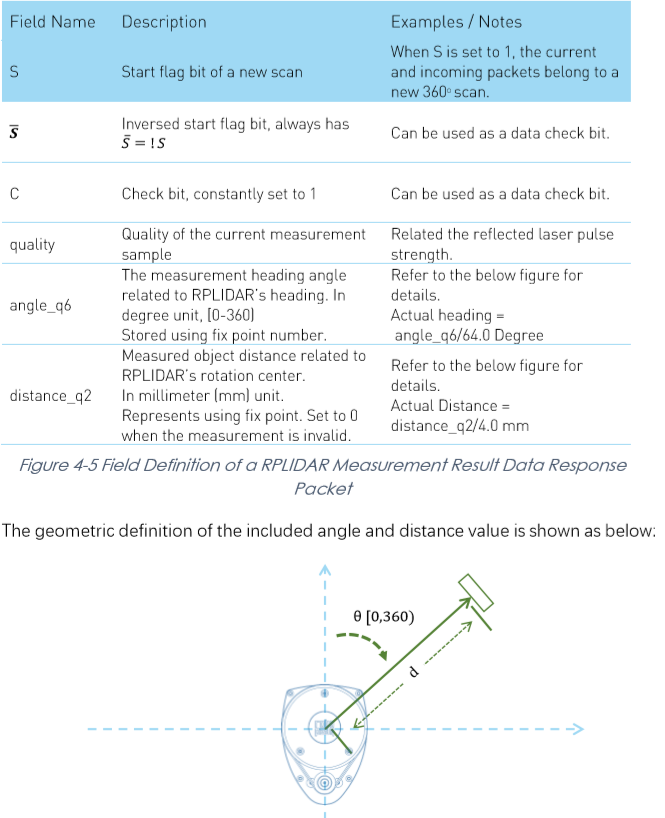 Field Name Description Examples / Notes
S Start flag bit of a new scan When S is set to 1, the current
and incoming packets belong to a
new 360° scan.
S̅ Inversed start flag bit, always has
S̅ = ! S
Can be used as a data check bit.
C Check bit, constantly set to 1 Can be used as a data check bit.
quality Quality of the current measurement
sample
Related the reflected laser pulse
strength.
angle_q6 The measurement heading angle
related to RPLIDAR's heading. In
degree unit, [0-360)
Stored using fix point number.
Refer to the below figure for
details.
Actual heading =
angle_q6/64.0 Degree
distance_q2 Measured object distance related to
RPLIDAR's rotation center.
In millimeter (mm) unit.
Represents using fix point. Set to 0
when the measurement is invalid.
Refer to the below figure for
details.
Actual Distance =
distance_q2/4.0 mm
Figure 4-5 Field Definition of a RPLIDAR Measurement Result Data Response
Packet
The geometric definition of the included angle and distance value is shown as below:
θ [0,360)
d